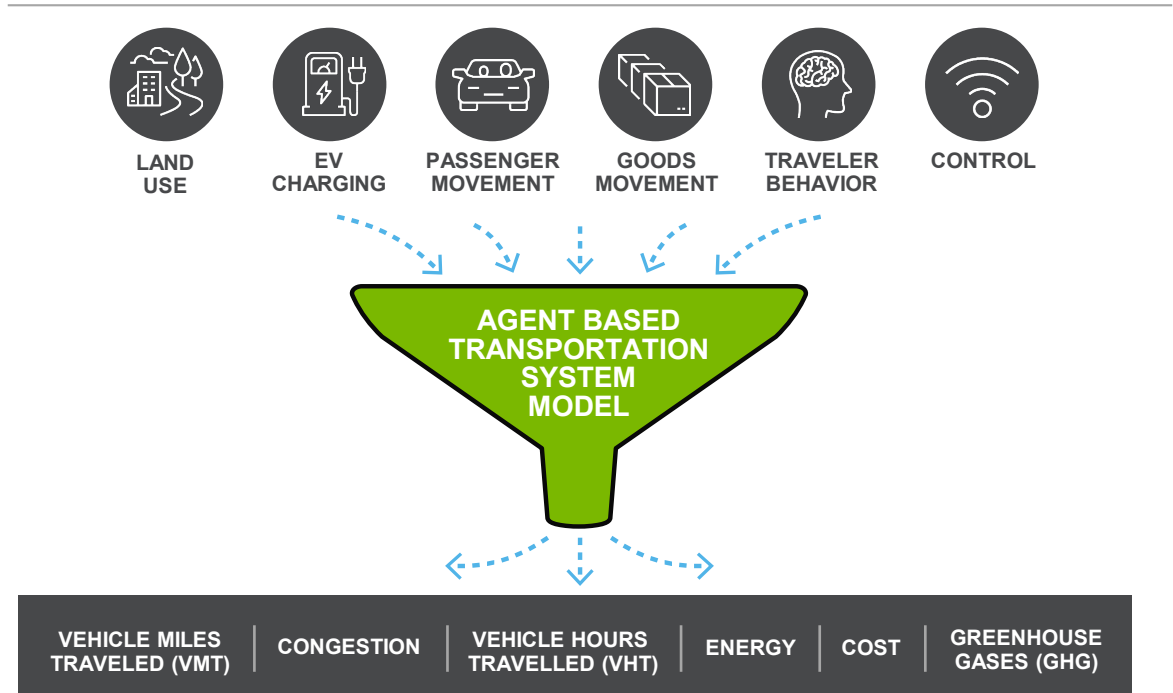 LAND
USE
EV
CHARGING
PASSENGER
MOVEMENT
GOODS
MOVEMENT
TRAVELER
BEHAVIOR
CONTROL
AGENT BASED
TRANSPORTATION
SYSTEM
MODEL
VEHICLE MILES
TRAVELED (VMT)
CONGESTION
VEHICLE HOURS
TRAVELLED (VHT)
ENERGY
COST
GREENHOUSE
GASES (GHG)